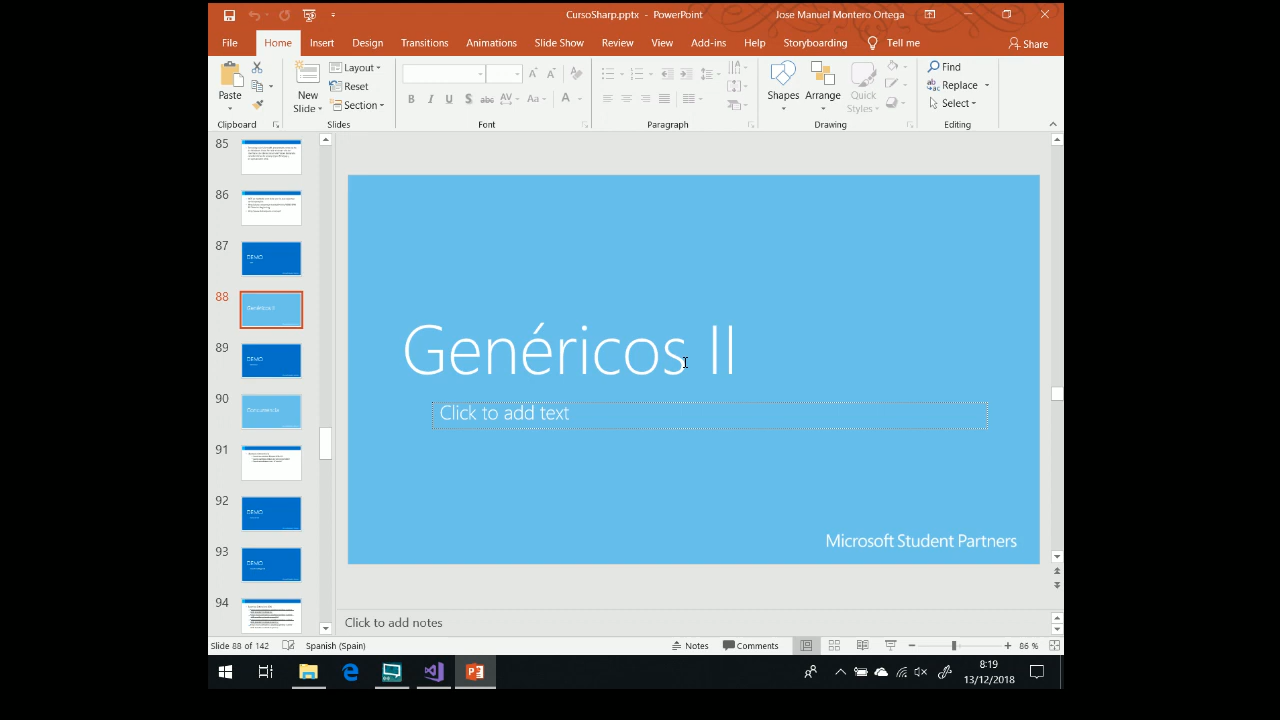 CursoSharp.pptx - PowerPoint
Jose Manuel Montero Ortega
File Home Insert Design Transitions Animations Slide Show Review View Add-ins Help Storyboarding Tell me Share
Paste
New Slide
Layout
Reset
Section
B I U S abc AV Aa A
Shapes
Arrange
Quick Styles
Find
Replace
Select
Clipboard Slides Font Paragraph Drawing Editing
85
86
87
DEMO
88
Genéricos II
89
DEMO
90
Concurrencia
91
92
DEMO
93
DEMO
94
Genéricos II
Click to add text
Microsoft Student Partners
Click to add notes
Slide 88 of 142 Spanish (Spain) Notes Comments 86 %
8:19
13/12/2018